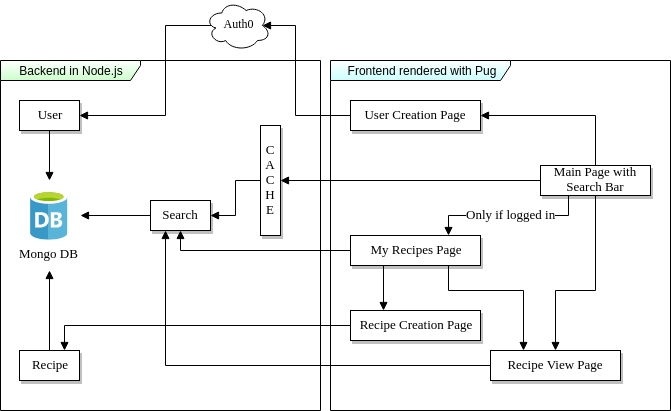 Auth0
Backend in Node.js
Frontend rendered with Pug
User
User Creation Page
C
A
C
H
E
Main Page with
Search Bar
DB
Search
Only if logged in
Mongo DB
My Recipes Page
Recipe Creation Page
Recipe
Recipe View Page